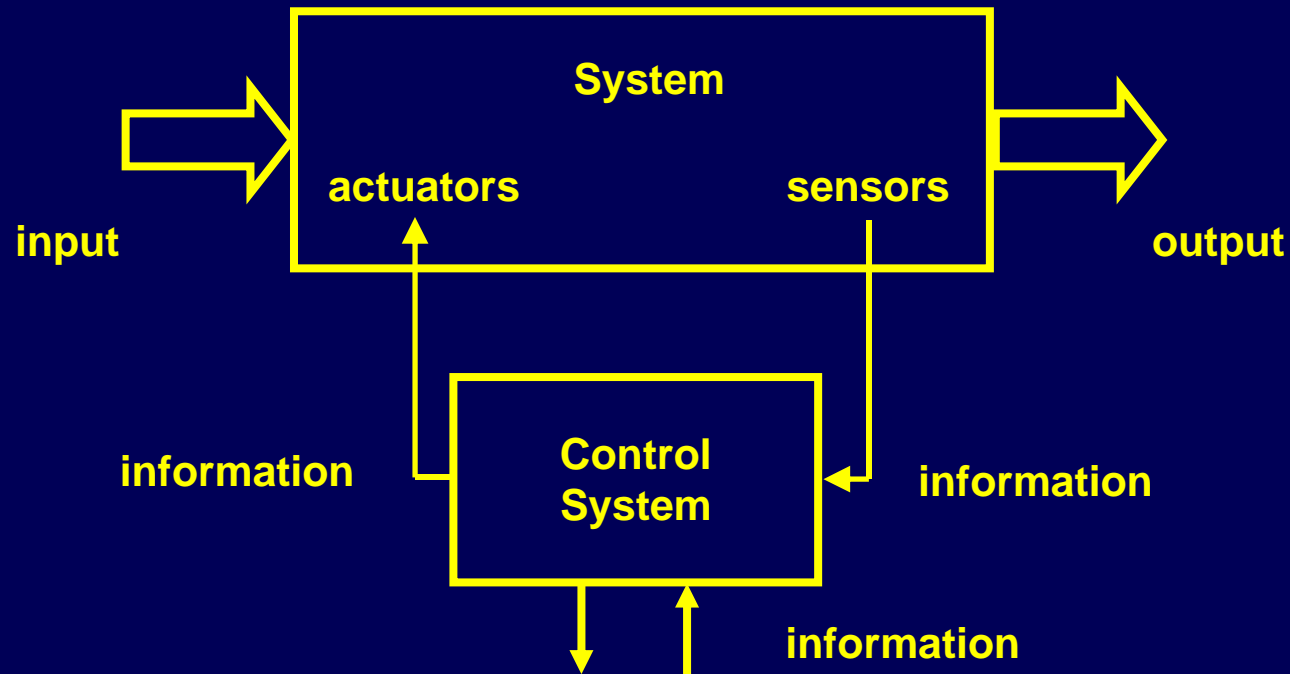 System
actuators
sensors
input
output
information
Control
System
information
information